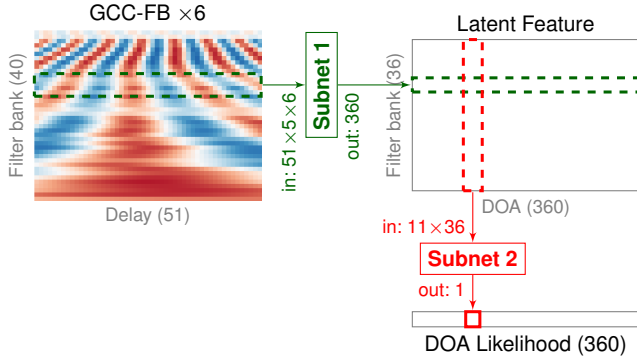 GCC-FB ×6
Filter bank (40)
Delay (51)
in: 51×5×6
Subnet 1
out: 360
Latent Feature
Filter bank (36)
DOA (360)
in: 11×36
Subnet 2
out: 1
DOA Likelihood (360)